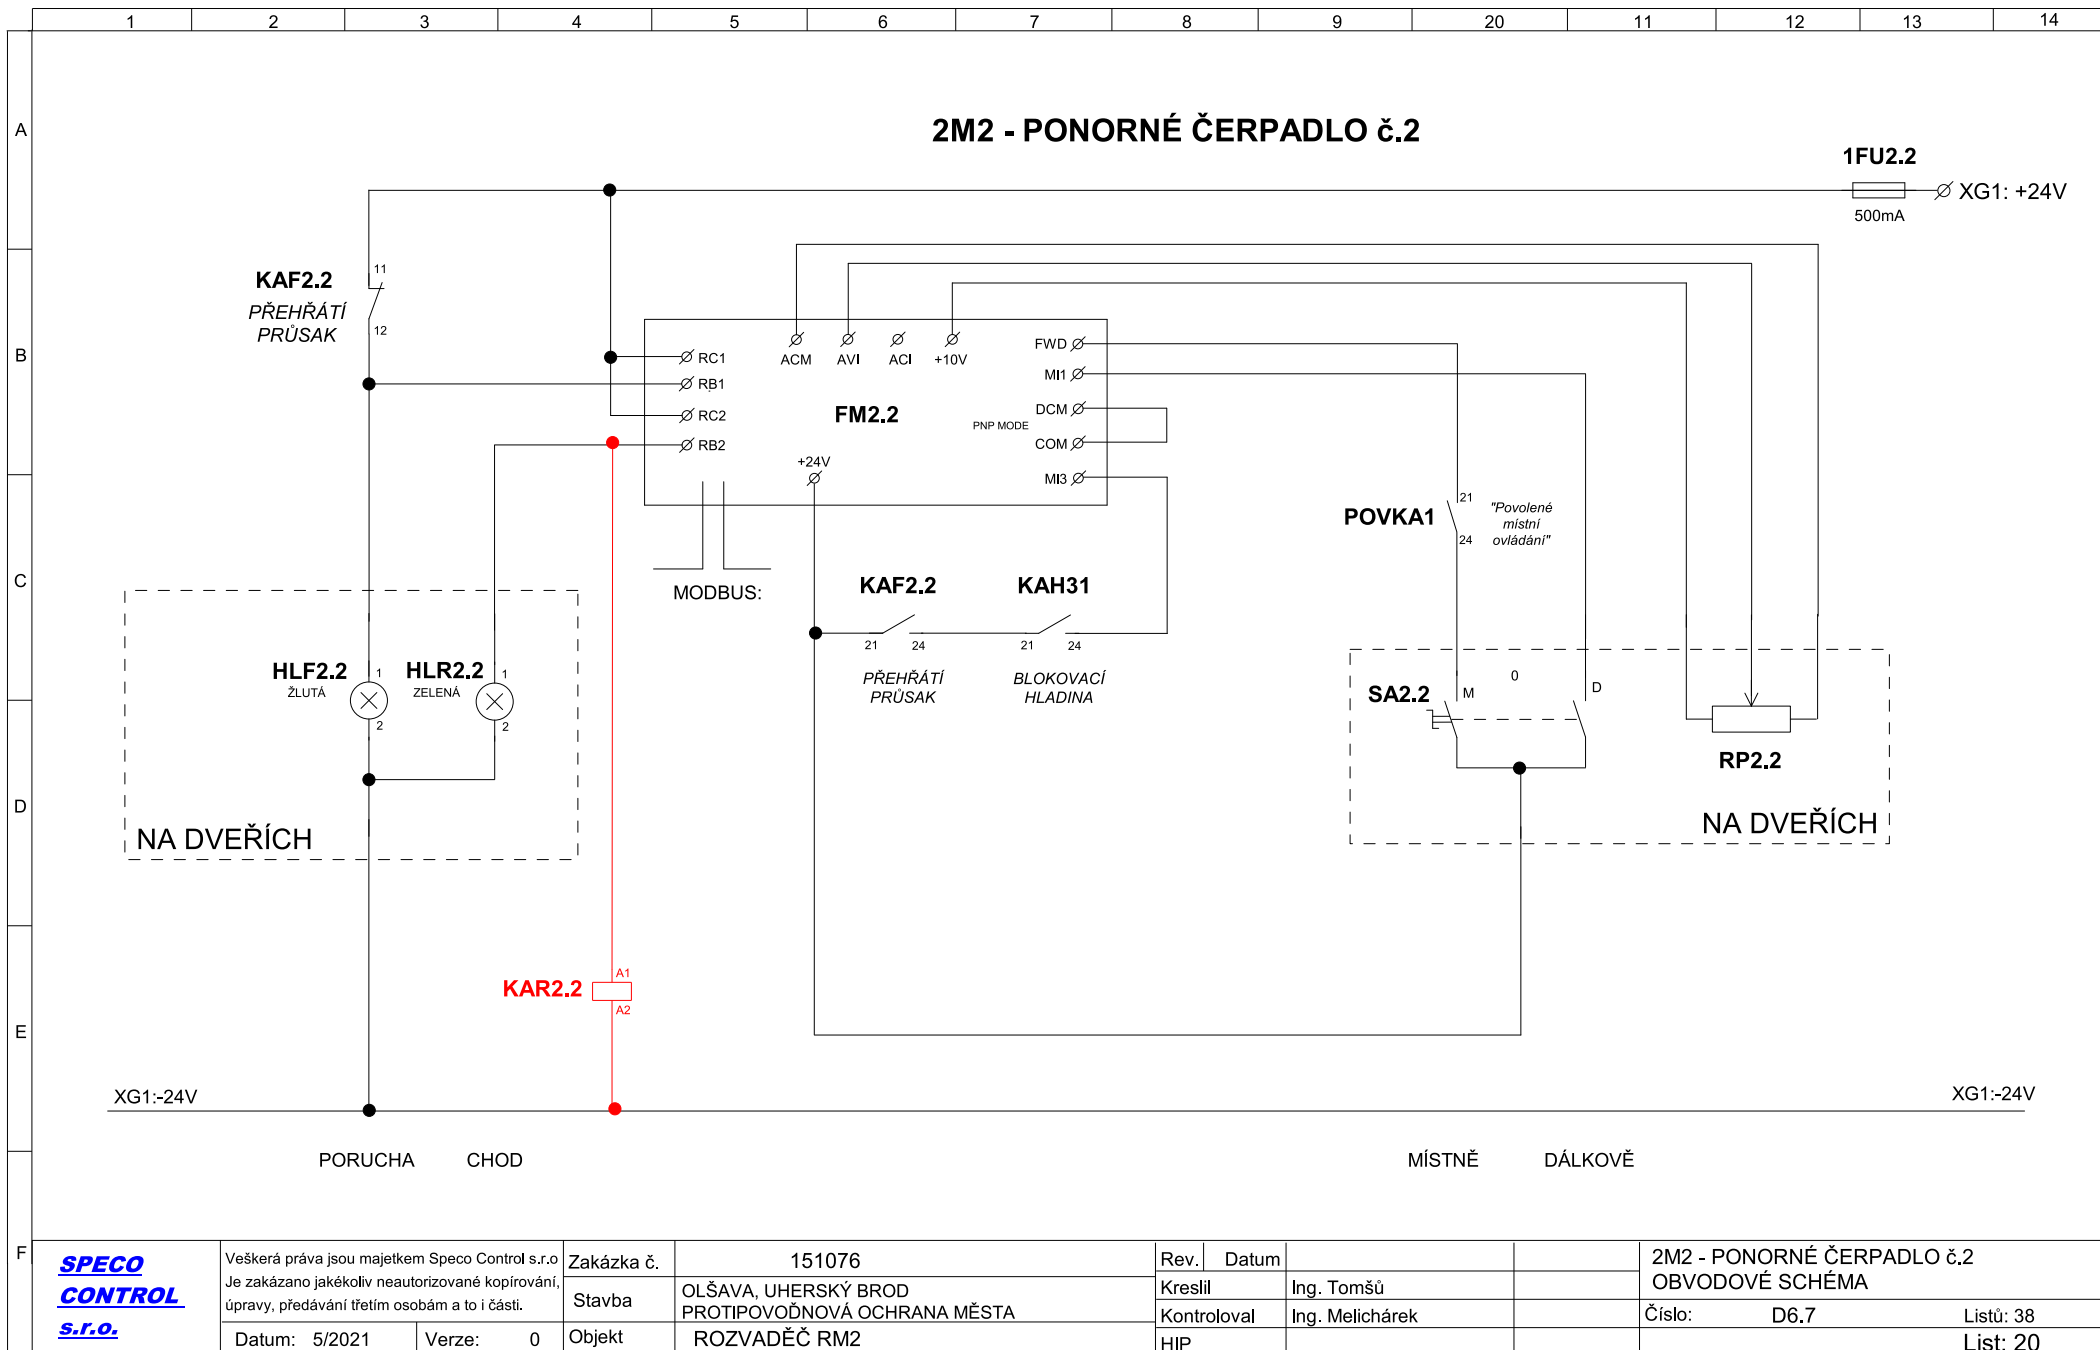 1 2 3 4 5 6 7 8 9 20 11 12 13 14
A
B
C
D
E
F
2M2 - PONORNÉ ČERPADLO č.2
1FU2.2
XG1: +24V
500mA
KAF2.2
PŘEHŘÁTÍ
PRŮSAK
11
12
RC1
RB1
RC2
RB2
ACM AVI ACI +10V
FM2.2
+24V
FWD
MI1
DCM
PNP MODE
COM
MI3
MODBUS:
KAF2.2
21 24
PŘEHŘÁTÍ
PRŮSAK
KAH31
21 24
BLOKOVACÍ
HLADINA
POVKA1
21
24
"Povolené
místní
ovládání"
HLF2.2
ŽLUTÁ
1
2
HLR2.2
ZELENÁ
1
2
NA DVEŘÍCH
SA2.2
M 0 D
RP2.2
NA DVEŘÍCH
KAR2.2
A1
A2
XG1:-24V
XG1:-24V
PORUCHA CHOD
MÍSTNĚ DÁLKOVĚ
SPECO
CONTROL
s.r.o.
Veškerá práva jsou majetkem Speco Control s.r.o
Je zakázáno jakékoliv neautorizované kopírování,
úpravy, předávání třetím osobám a to i části.
Datum: 5/2021 Verze: 0
Zakázka č. 151076
Stavba OLŠAVA, UHERSKÝ BROD
PROTIPOVODŇOVÁ OCHRANA MĚSTA
Objekt ROZVADĚČ RM2
Rev. Datum
Kreslil Ing. Tomšů
Kontroloval Ing. Melichárek
HIP
2M2 - PONORNÉ ČERPADLO č.2
OBVODOVÉ SCHÉMA
Číslo: D6.7 Listů: 38
List: 20